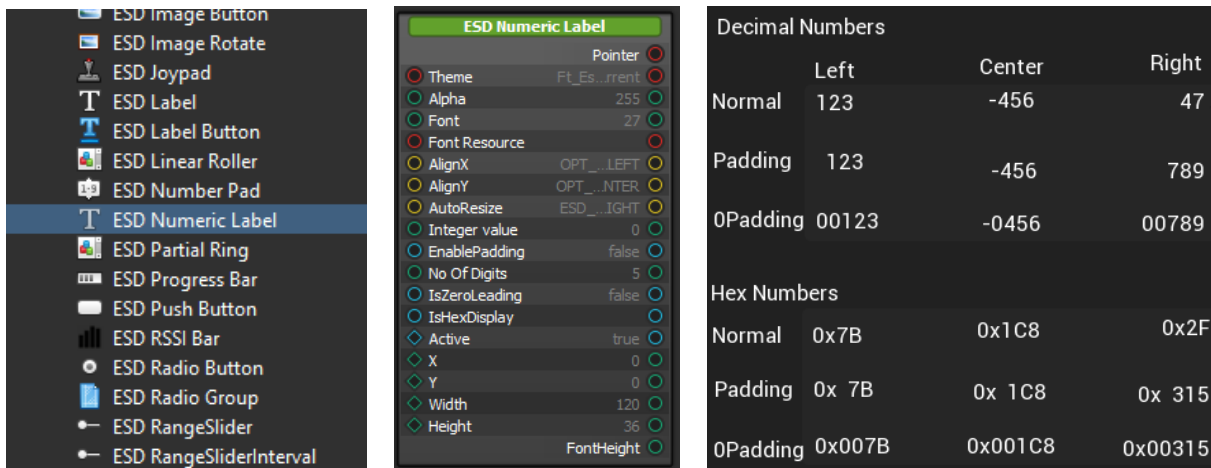 ESD Image Button
ESD Image Rotate
ESD Joypad
ESD Label
ESD Label Button
ESD Linear Roller
ESD Number Pad
ESD Numeric Label
ESD Partial Ring
ESD Progress Bar
ESD Push Button
ESD RSSI Bar
ESD Radio Button
ESD Radio Group
ESD RangeSlider
ESD RangeSliderInterval
ESD Numeric Label
Pointer
Theme Ft_Es...rrent
Alpha 255
Font 27
Font Resource
AlignX OPT_...LEFT
AlignY OPT_...NTER
AutoResize ESD_...IGHT
Integer value 0
EnablePadding false
No Of Digits 5
IsZeroLeading false
IsHexDisplay
Active true
X 0
Y 0
Width 120
Height 36
FontHeight
Decimal Numbers
Left Center Right
Normal 123 -456 47
Padding 123 -456 789
0Padding 00123 -0456 00789
Hex Numbers
Normal 0x7B 0x1C8 0x2F
Padding 0x 7B 0x 1C8 0x 315
0Padding 0x007B 0x001C8 0x00315